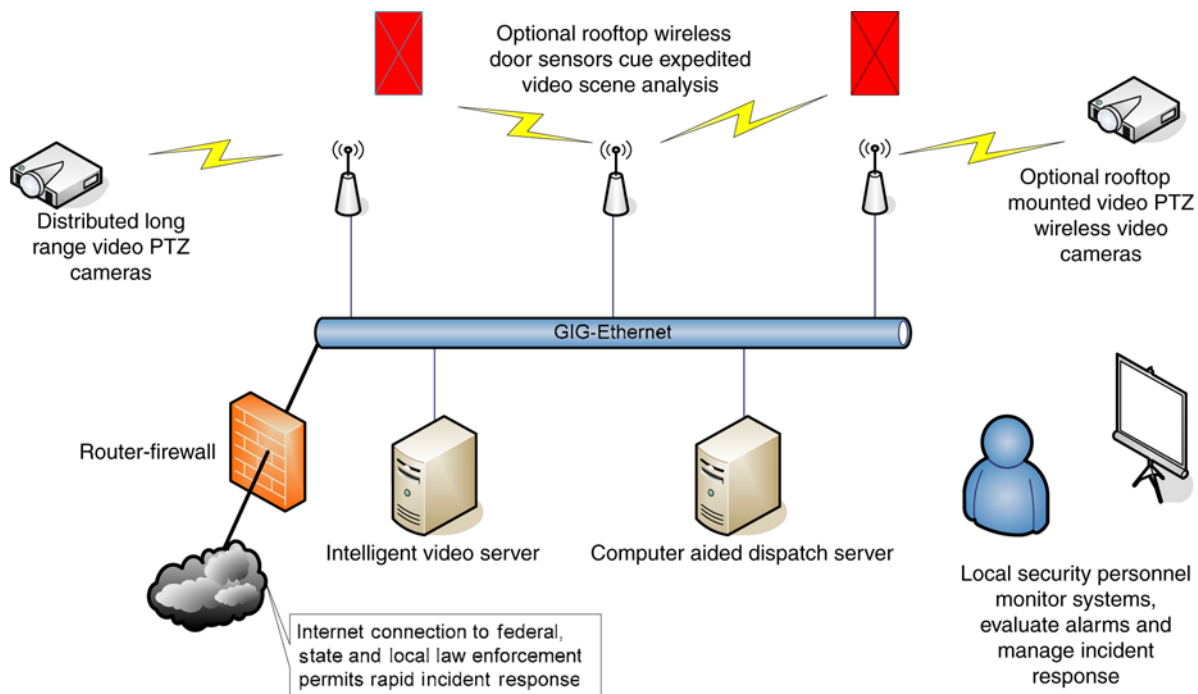 Optional rooftop wireless
door sensors cue expedited
video scene analysis
Distributed long
range video PTZ
cameras
Optional rooftop
mounted video PTZ
wireless video
cameras
GIG-Ethernet
Router-firewall
Intelligent video server
Computer aided dispatch server
Local security personnel
monitor systems,
evaluate alarms and
manage incident
response
Internet connection to federal,
state and local law enforcement
permits rapid incident response